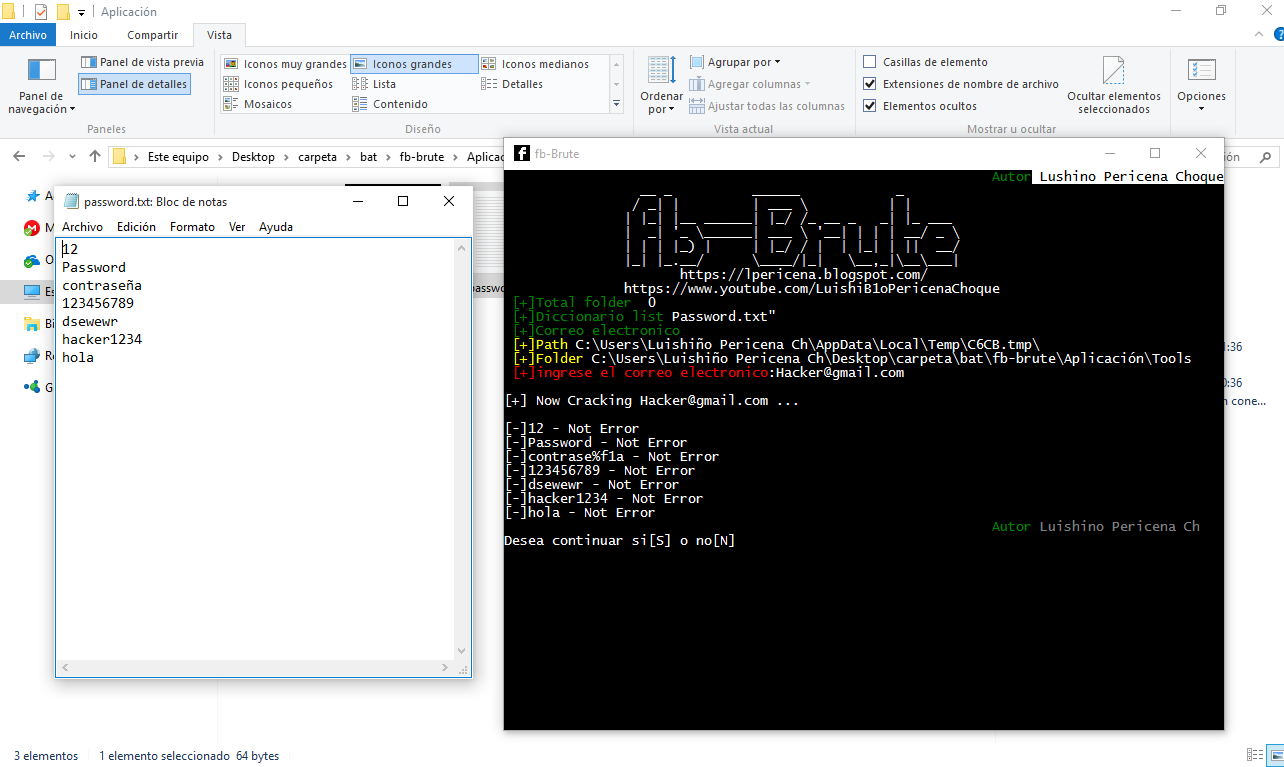 Aplicación
Archivo Inicio Compartir Vista
Panel de navegación
Panel de vista previa
Panel de detalles
Paneles
Iconos muy grandes Iconos grandes Iconos medianos
Iconos pequeños Lista Detalles
Mosaicos Contenido
Diseño
Ordenar por
Agrupar por
Agregar columnas
Ajustar todas las columnas
Vista actual
Casillas de elemento
Extensiones de nombre de archivo
Elementos ocultos
Ocultar elementos seleccionados
Mostrar u ocultar
Opciones
Este equipo Desktop carpeta bat fb-brute Aplicac
password.txt: Bloc de notas
Archivo Edición Formato Ver Ayuda
12
Password
contraseña
123456789
dsewewr
hacker1234
hola
fb-Brute
Autor Lushino Pericena Choque
fb-Brute
https://lpericena.blogspot.com/
https://www.youtube.com/LuishiB1oPericenaChoque
[+]Total folder 0
[+]Diccionario list Password.txt"
[+]Correo electronico
[+]Path C:\Users\Luishiño Pericena Ch\AppData\Local\Temp\C6CB.tmp\
[+]Folder C:\Users\Luishiño Pericena Ch\Desktop\carpeta\bat\fb-brute\Aplicación\Tools
[+]ingrese el correo electronico:Hacker@gmail.com
[+] Now Cracking Hacker@gmail.com ...
[-]12 - Not Error
[-]Password - Not Error
[-]contrase%f1a - Not Error
[-]123456789 - Not Error
[-]dsewewr - Not Error
[-]hacker1234 - Not Error
[-]hola - Not Error
Autor Luishino Pericena Ch
Desea continuar si[S] o no[N]
3 elementos 1 elemento seleccionado 64 bytes